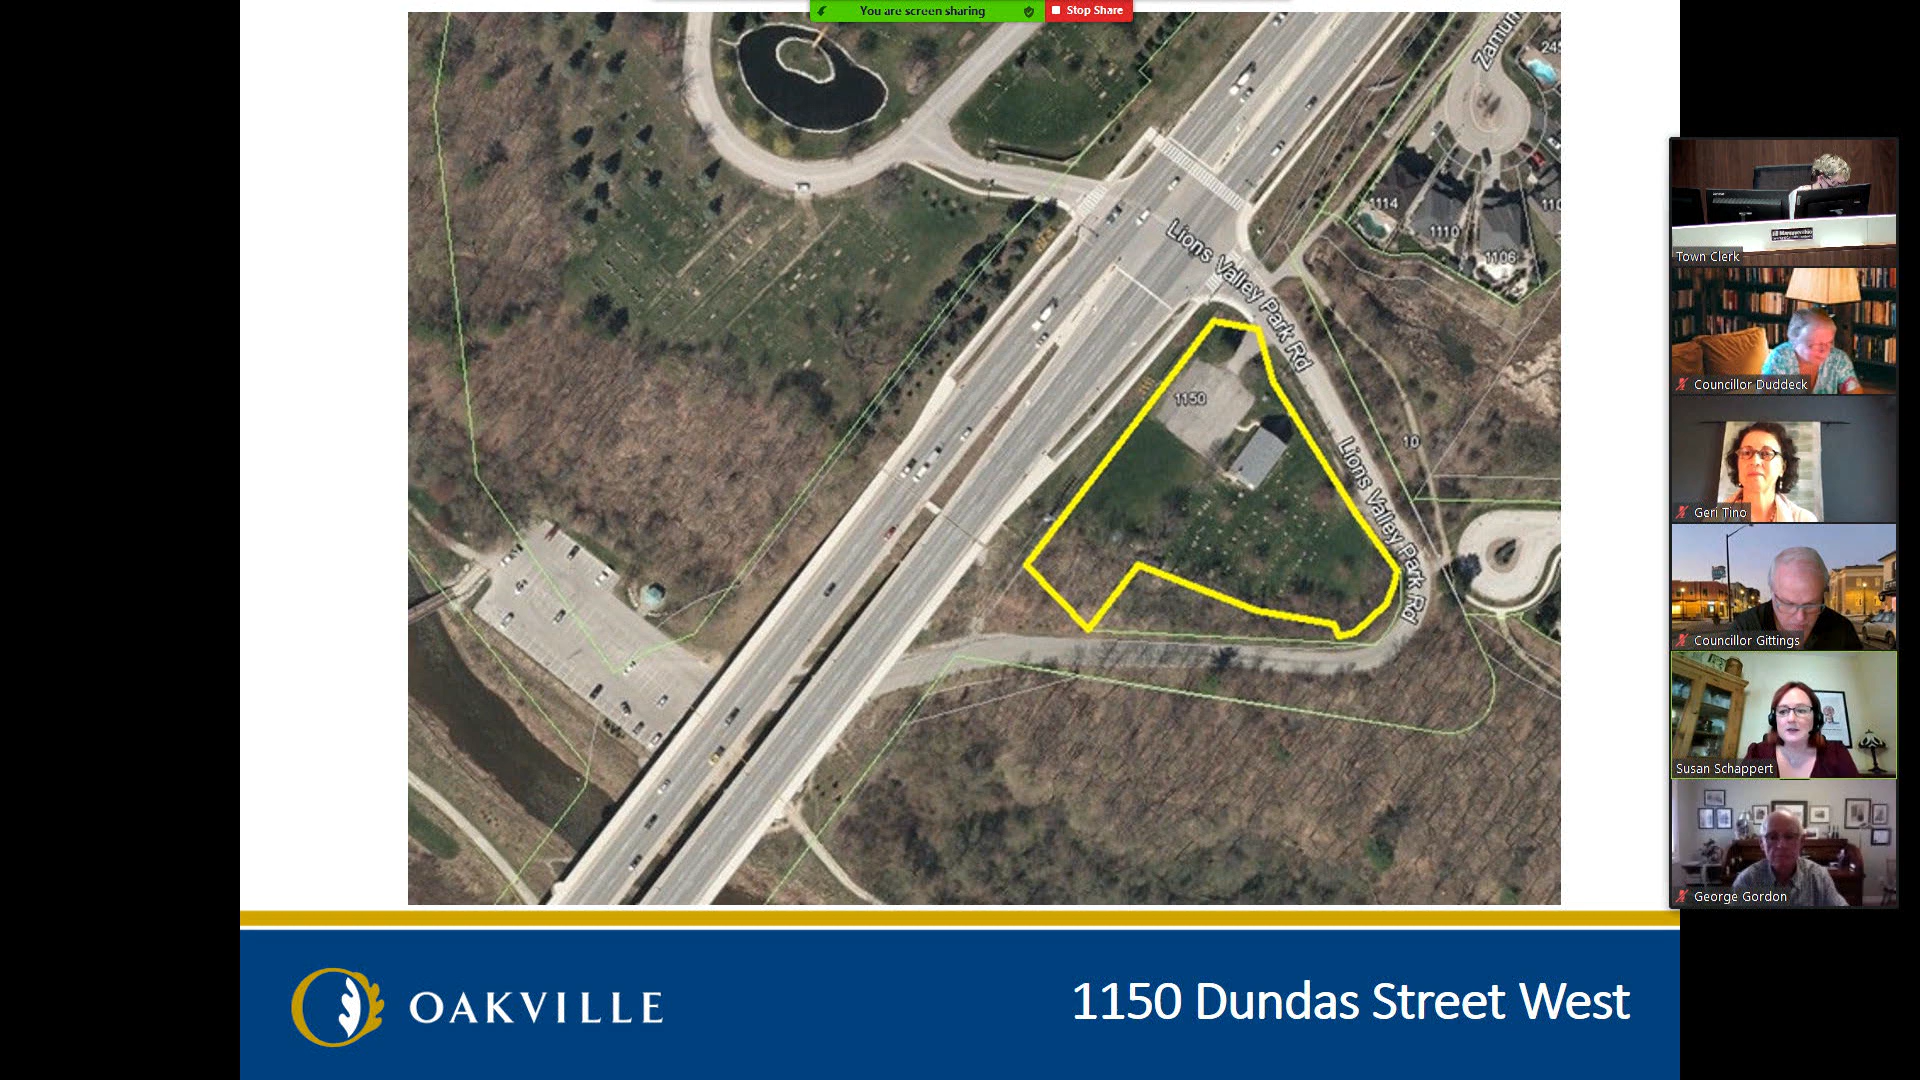 You are screen sharing
Stop Share
Lions Valley Park Rd
1114
1110
1106
1150
10
Lions Valley Park Rd
Town Clerk
Councillor Duddeck
Geri Tino
Councillor Gittings
Susan Schappert
George Gordon
OAKVILLE
1150 Dundas Street West